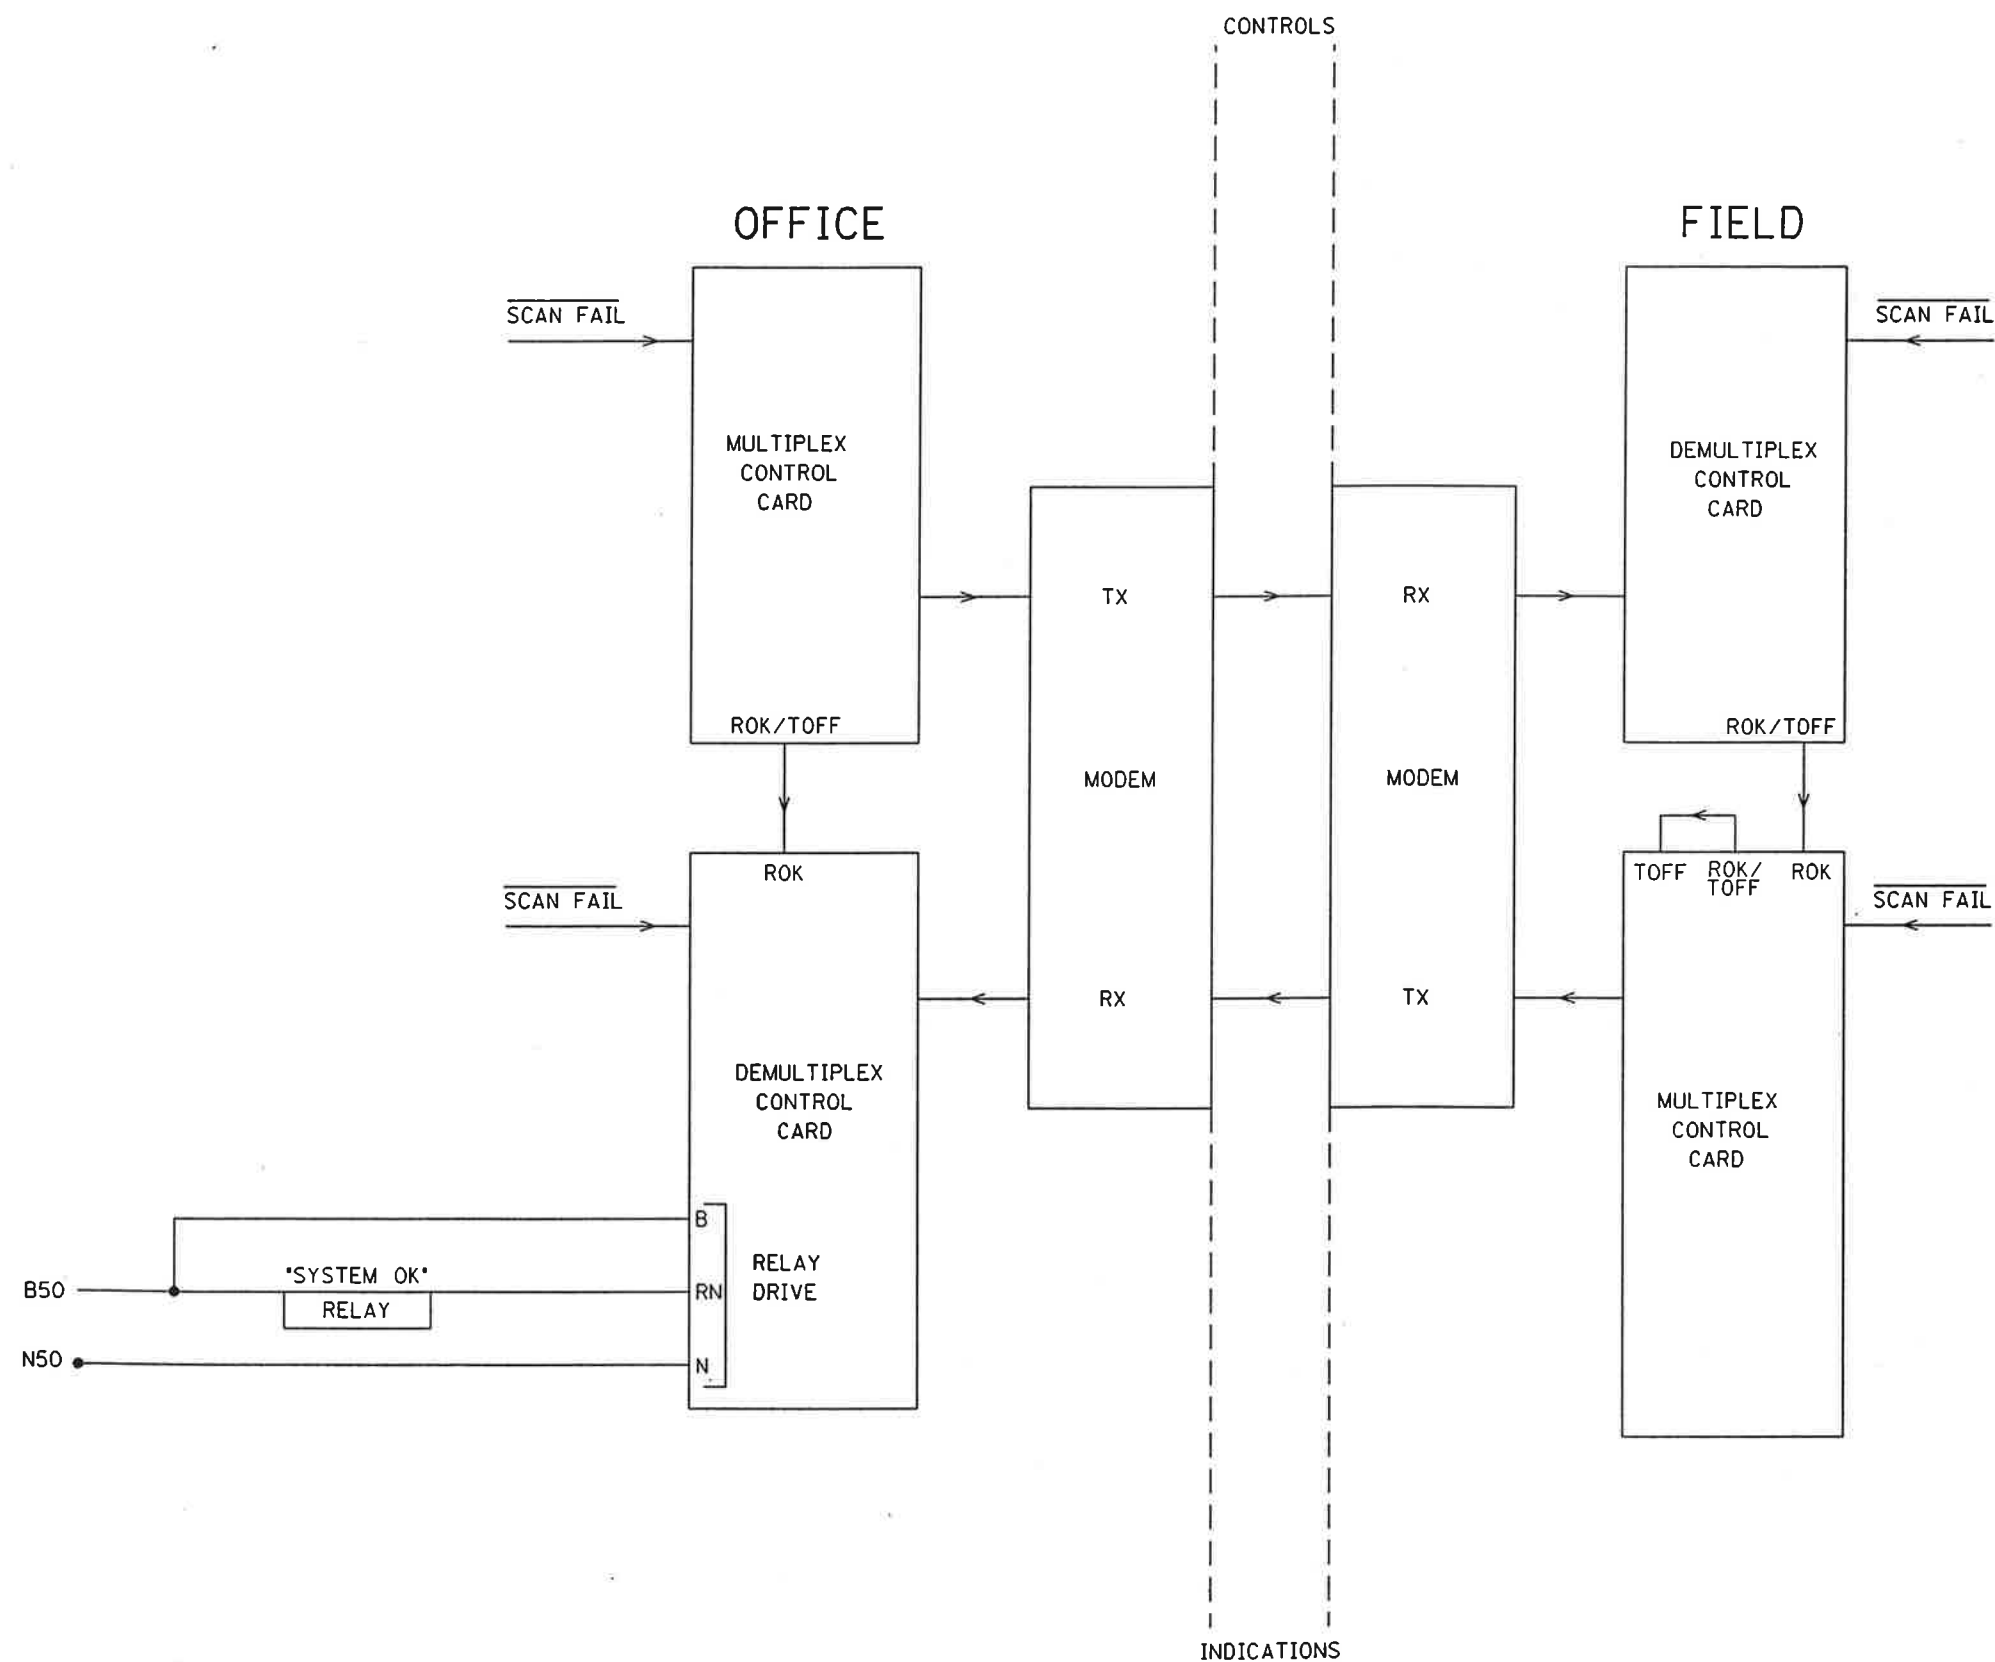 CONTROLS
OFFICE
FIELD
SCAN FAIL
SCAN FAIL
MULTIPLEX
CONTROL
CARD
DEMULTIPLEX
CONTROL
CARD
TX
RX
ROK/TOFF
ROK/TOFF
MODEM
MODEM
ROK
TOFF
ROK/
TOFF
ROK
SCAN FAIL
SCAN FAIL
RX
TX
DEMULTIPLEX
CONTROL
CARD
MULTIPLEX
CONTROL
CARD
B
RELAY
DRIVE
"SYSTEM OK"
B50
RELAY
RN
N50
N
INDICATIONS